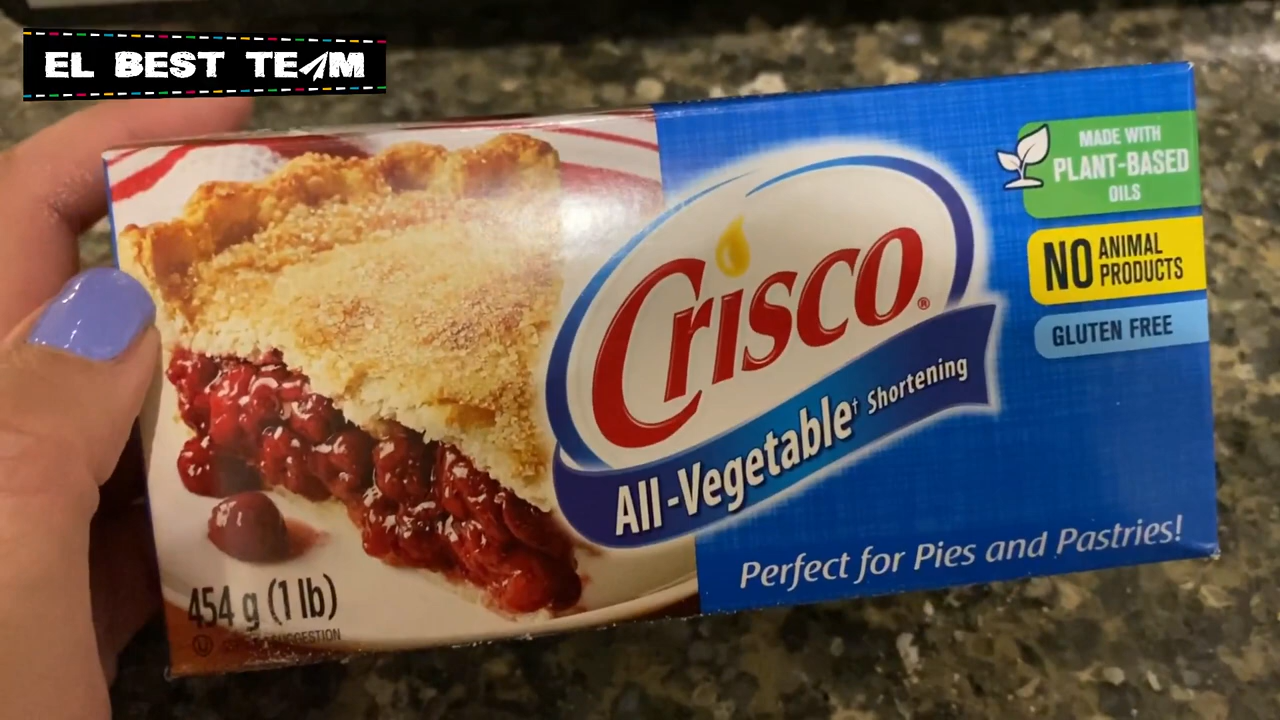 EL BEST TEAM
MADE WITH
PLANT-BASED
OILS
NO ANIMAL
PRODUCTS
GLUTEN FREE
Crisco®
All-Vegetable† Shortening
Perfect for Pies and Pastries!
454 g (1 lb)
SUGGESTION